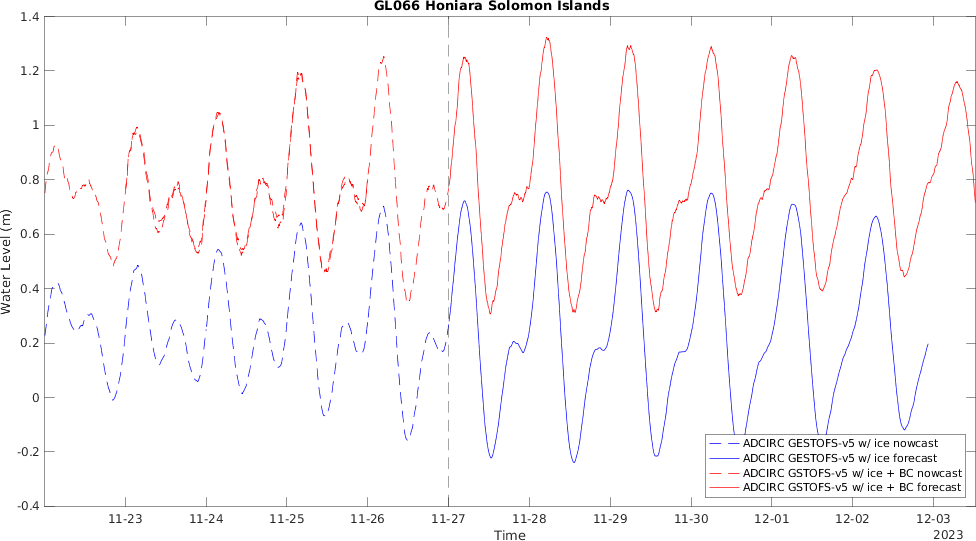 GL066 Honiara Solomon Islands
1.4
1.2
1
0.8
0.6
0.4
0.2
0
-0.2
-0.4
Water Level (m)
ADCIRC GESTOFS-v5 w/ ice nowcast
ADCIRC GESTOFS-v5 w/ ice forecast
ADCIRC GSTOFS-v5 w/ ice + BC nowcast
ADCIRC GSTOFS-v5 w/ ice + BC forecast
11-23 11-24 11-25 11-26 11-27 11-28 11-29 11-30 12-01 12-02 12-03
Time
2023